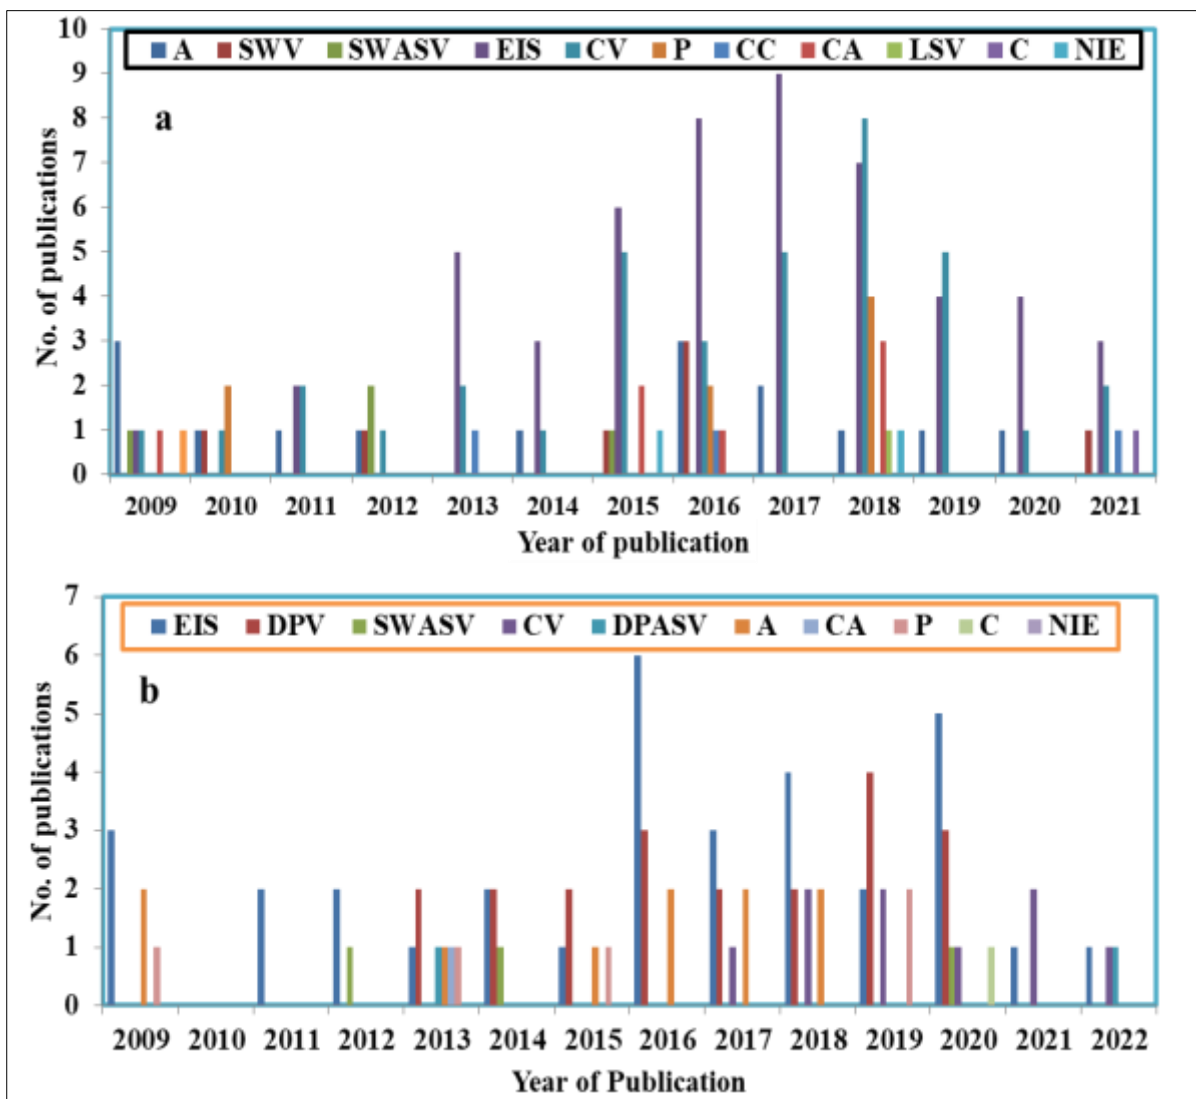 10
A SWV SWASV EIS CV P CC CA LSV C NIE
9
a
8
7
6
5
4
3
2
1
0
No. of publications
2009 2010 2011 2012 2013 2014 2015 2016 2017 2018 2019 2020 2021
Year of publication
7
EIS DPV SWASV CV DPASV A CA P C NIE
6
b
5
4
3
2
1
0
No. of publications
2009 2010 2011 2012 2013 2014 2015 2016 2017 2018 2019 2020 2021 2022
Year of Publication